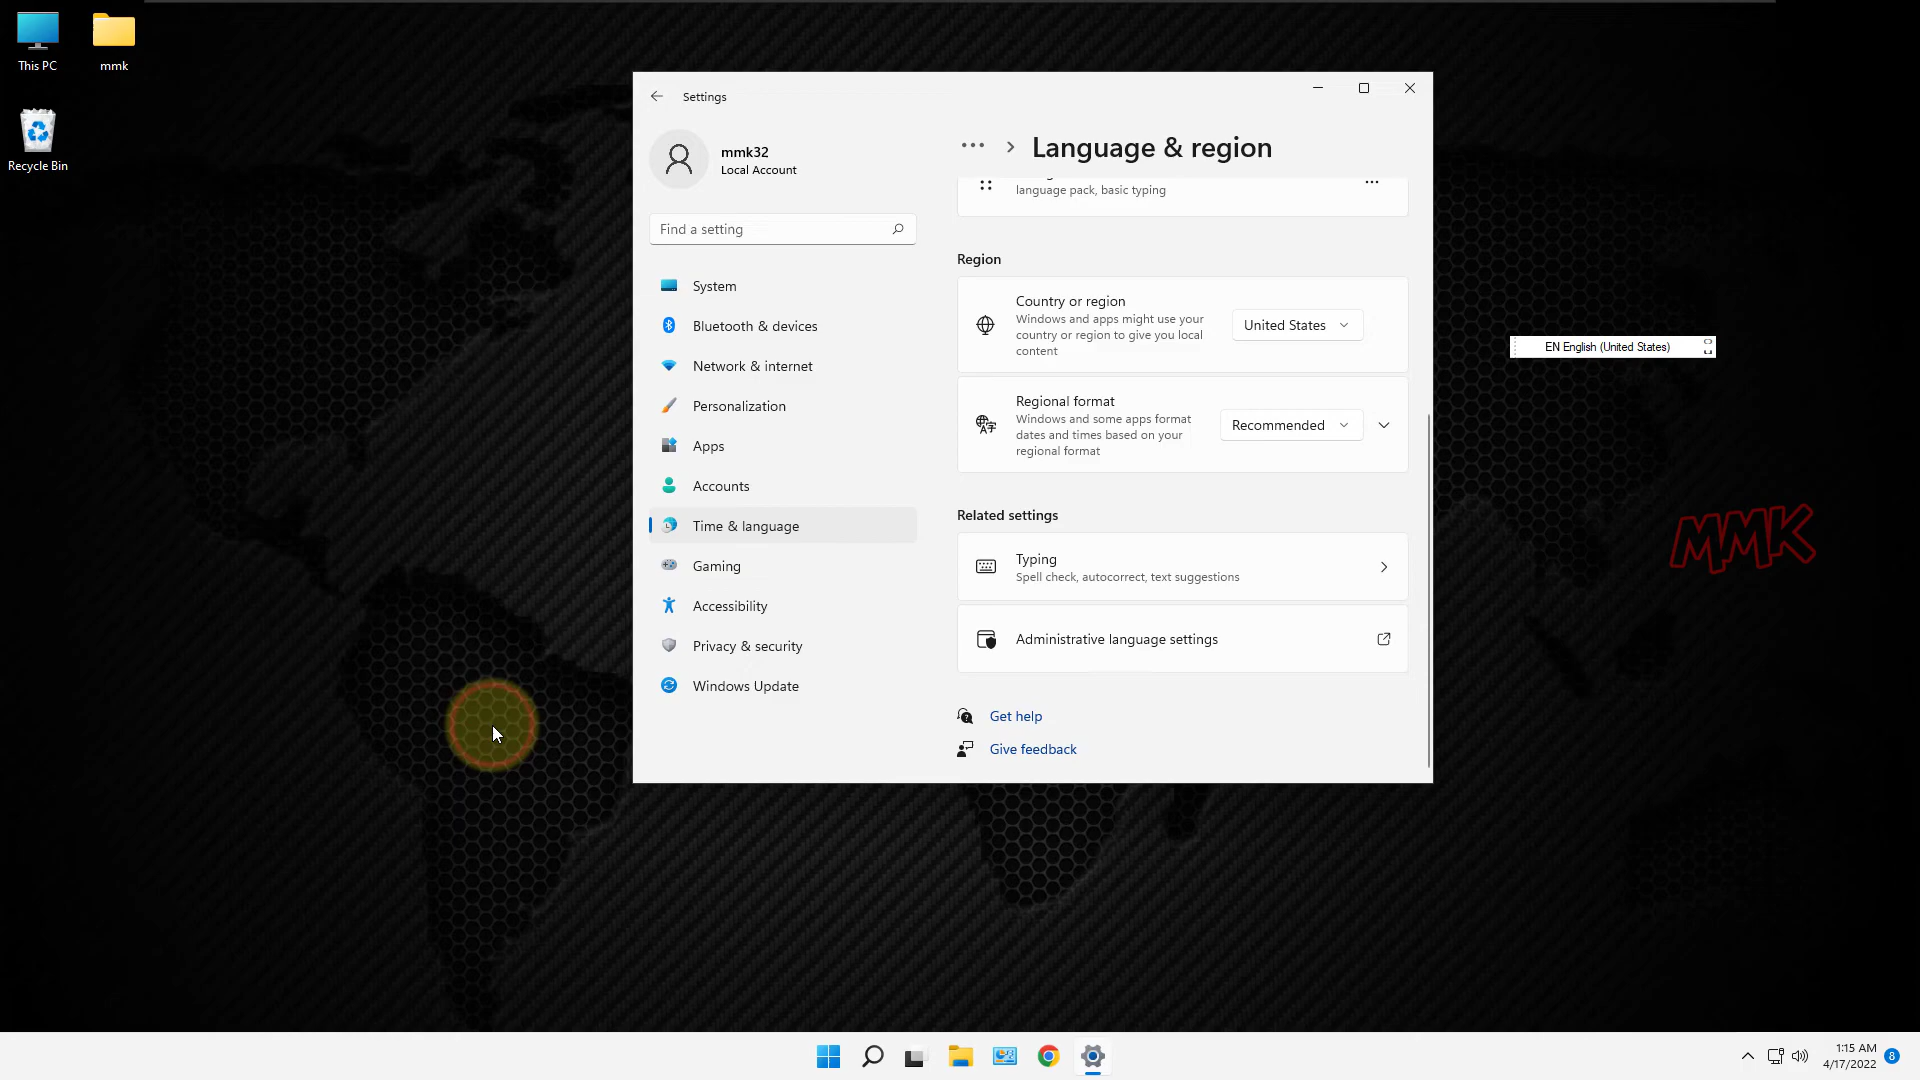 This PC
mmk
Recycle Bin
Settings
mmk32
Local Account
Find a setting
System
Bluetooth & devices
Network & internet
Personalization
Apps
Accounts
Time & language
Gaming
Accessibility
Privacy & security
Windows Update
Language & region
language pack, basic typing
Region
Country or region
Windows and apps might use your
country or region to give you local
content
United States
Regional format
Windows and some apps format
dates and times based on your
regional format
Recommended
Related settings
Typing
Spell check, autocorrect, text suggestions
Administrative language settings
Get help
Give feedback
EN English (United States)
MMK
1:15 AM
4/17/2022
8